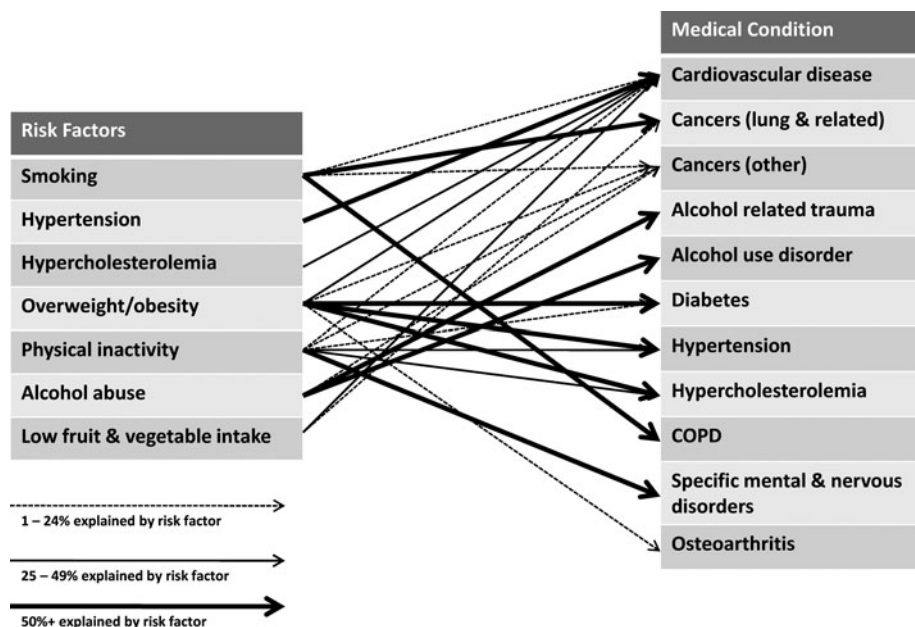 Medical Condition
Cardiovascular disease
Cancers (lung & related)
Cancers (other)
Alcohol related trauma
Alcohol use disorder
Diabetes
Hypertension
Hypercholesterolemia
COPD
Specific mental & nervous
disorders
Osteoarthritis
Risk Factors
Smoking
Hypertension
Hypercholesterolemia
Overweight/obesity
Physical inactivity
Alcohol abuse
Low fruit & vegetable intake
1 – 24% explained by risk factor
25 – 49% explained by risk factor
50%+ explained by risk factor